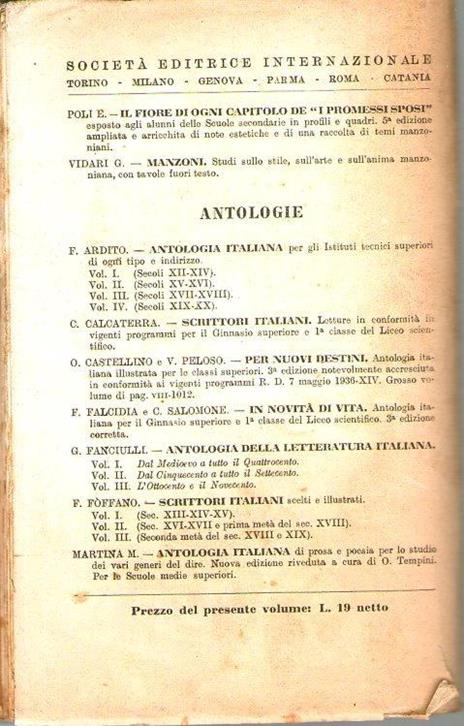 SOCIETÀ EDITRICE INTERNAZIONALE
TORINO - MILANO - GENOVA - PARMA - ROMA - CATANIA
POLI E. — IL FIORE DI OGNI CAPITOLO DE "I PROMESSI SPOSI"
esposto agli alunni delle Scuole secondarie in profili e quadri. 5ª edizione
ampliata e arricchita di note estetiche e di una raccolta di temi manzo-
niani.
VIDARI G. — MANZONI. Studi sullo stile, sull'arte e sull'anima manzo-
niana, con tavole fuori testo.
ANTOLOGIE
F. ARDITO. — ANTOLOGIA ITALIANA per gli Istituti tecnici superiori
di ogni tipo e indirizzo.
Vol. I. (Secoli XII-XIV).
Vol. II. (Secoli XV-XVI).
Vol. III. (Secoli XVII-XVIII).
Vol. IV. (Secoli XIX-XX).
C. CALCATERRA. — SCRITTORI ITALIANI. Letture in conformità ai
vigenti programmi per il Ginnasio superiore e 1ª classe del Liceo scien-
tifico.
O. CASTELLINO e V. PELOSO. — PER NUOVI DESTINI. Antologia ita-
liana illustrata per le classi superiori. 3ª edizione notevolmente accresciuta
in conformità ai vigenti programmi R. D. 7 maggio 1936-XIV. Grosso vo-
lume di pag. VIII-1012.
F. FALCIDIA e C. SALOMONE. — IN NOVITÀ DI VITA. Antologia ita-
liana per il Ginnasio superiore e 1ª classe del Liceo scientifico. 3ª edizione
corretta.
G. FANCIULLI. — ANTOLOGIA DELLA LETTERATURA ITALIANA.
Vol. I. Dal Medioevo a tutto il Quattrocento.
Vol. II. Dal Cinquecento a tutto il Settecento.
Vol. III. L'Ottocento e il Novecento.
F. FÒFFANO. — SCRITTORI ITALIANI scelti e illustrati.
Vol. I. (Sec. XIII-XIV-XV).
Vol. II. (Sec. XVI-XVII e prima metà del sec. XVIII).
Vol. III. (Seconda metà del sec. XVIII e XIX).
MARTINA M. — ANTOLOGIA ITALIANA di prosa e poesia per lo studio
dei vari generi del dire. Nuova edizione riveduta a cura di O. Tempini.
Per le Scuole medie superiori.
Prezzo del presente volume: L. 19 netto